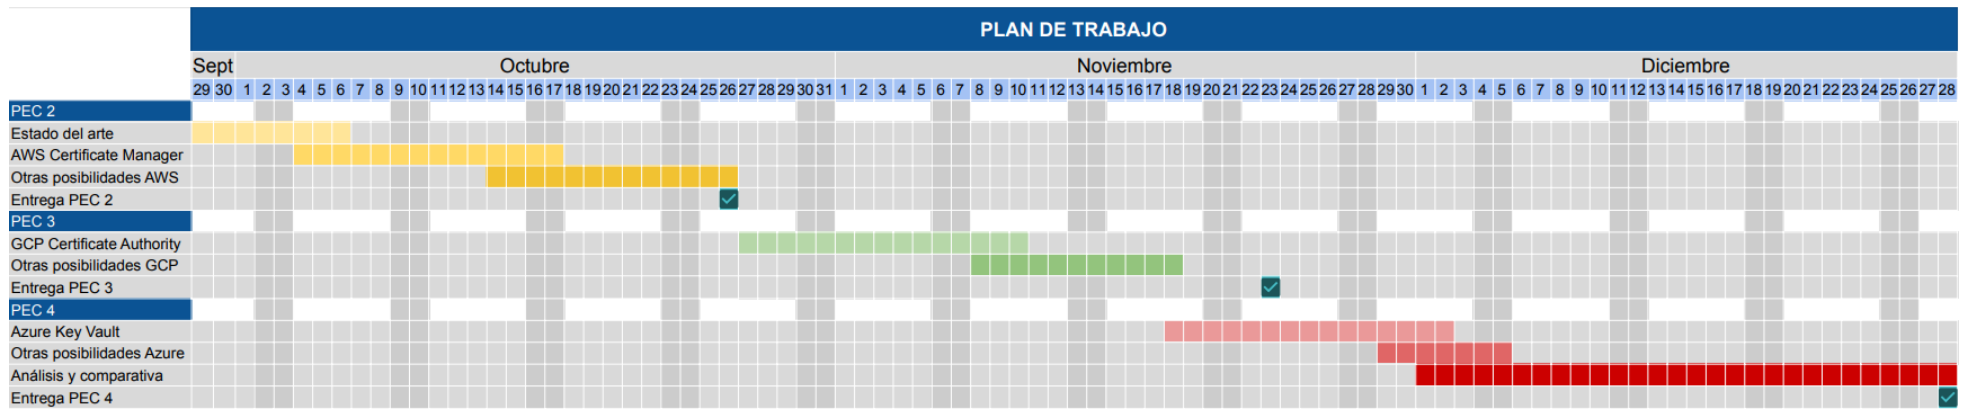 PLAN DE TRABAJO
Sept Octubre Noviembre Diciembre
29 30 1 2 3 4 5 6 7 8 9 10 11 12 13 14 15 16 17 18 19 20 21 22 23 24 25 26 27 28 29 30 31 1 2 3 4 5 6 7 8 9 10 11 12 13 14 15 16 17 18 19 20 21 22 23 24 25 26 27 28 29 30 1 2 3 4 5 6 7 8 9 10 11 12 13 14 15 16 17 18 19 20 21 22 23 24 25 26 27 28
PEC 2
Estado del arte
AWS Certificate Manager
Otras posibilidades AWS
Entrega PEC 2
PEC 3
GCP Certificate Authority
Otras posibilidades GCP
Entrega PEC 3
PEC 4
Azure Key Vault
Otras posibilidades Azure
Análisis y comparativa
Entrega PEC 4